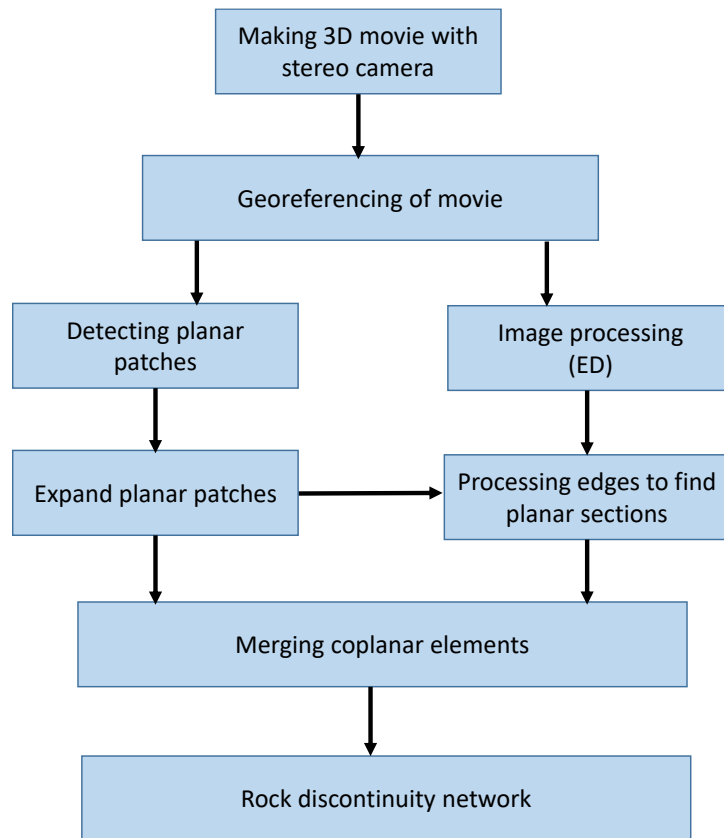 Making 3D movie with
stereo camera
Georeferencing of movie
Detecting planar
patches
Image processing
(ED)
Expand planar patches
Processing edges to find
planar sections
Merging coplanar elements
Rock discontinuity network